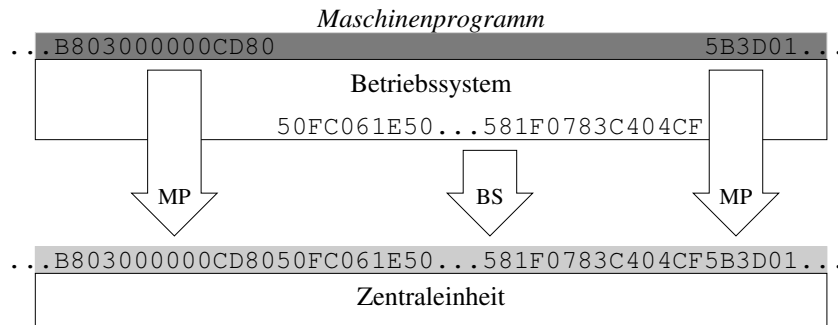 Maschinenprogramm
...B803000000CD80 5B3D01...
Betriebssystem
50FC061E50...581F0783C404CF
MP BS MP
...B803000000CD8050FC061E50...581F0783C404CF5B3D01...
Zentraleinheit